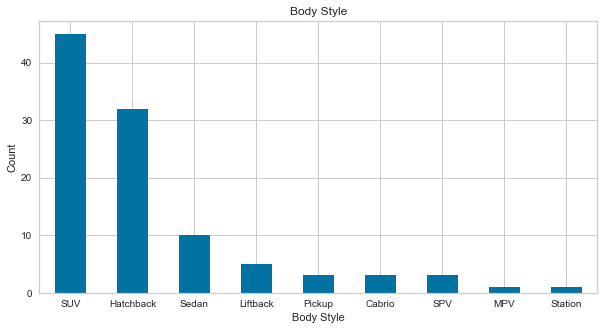 Body Style
Count
40
30
20
10
0
SUV Hatchback Sedan Liftback Pickup Cabrio SPV MPV Station
Body Style